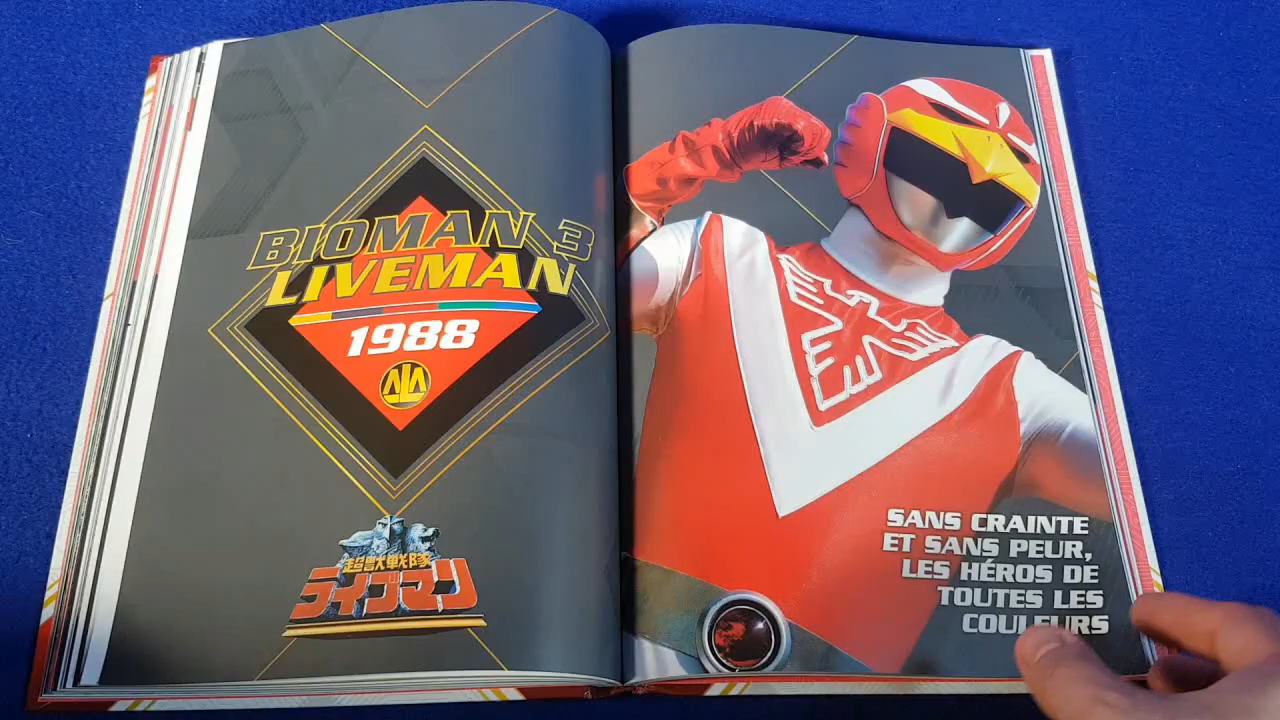 BIOMAN 3
LIVEMAN
1988
超獣戦隊
ライブマン
SANS CRAINTE
ET SANS PEUR,
LES HÉROS DE
TOUTES LES
COULEURS